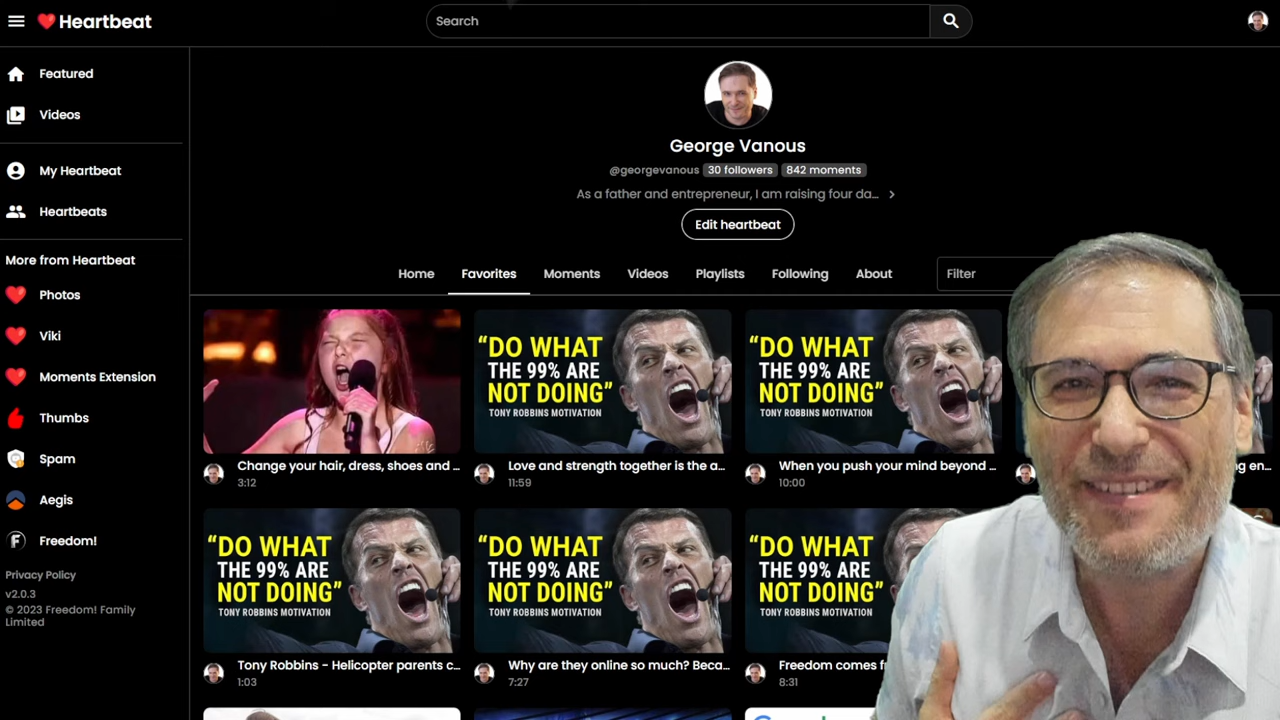 Heartbeat
Search
Featured
Videos
My Heartbeat
Heartbeats
More from Heartbeat
Photos
Viki
Moments Extension
Thumbs
Spam
Aegis
Freedom!
Privacy Policy
v2.0.3
© 2023 Freedom! Family
Limited
George Vanous
@georgevanous 30 followers 842 moments
As a father and entrepreneur, I am raising four da...
Edit heartbeat
Home Favorites Moments Videos Playlists Following About Filter
“DO WHAT
THE 99% ARE
NOT DOING”
TONY ROBBINS MOTIVATION
“DO WHAT
THE 99% ARE
NOT DOING”
TONY ROBBINS MOTIVATION
Change your hair, dress, shoes and ...
3:12
Love and strength together is the a...
11:59
When you push your mind beyond ...
10:00
“DO WHAT
THE 99% ARE
NOT DOING”
TONY ROBBINS MOTIVATION
“DO WHAT
THE 99% ARE
NOT DOING”
TONY ROBBINS MOTIVATION
“DO WHAT
THE 99% ARE
NOT DOING”
TONY ROBBINS MOTIVATION
Tony Robbins - Helicopter parents c...
1:03
Why are they online so much? Beca...
7:27
Freedom comes f
8:31